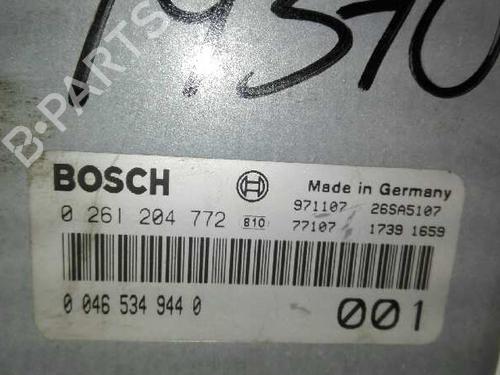 14570
B-PARTS
BOSCH
Made in Germany
0 261 204 772 810 971107 26SA5107
77107 1739 1659
0 046 534 944 0
001